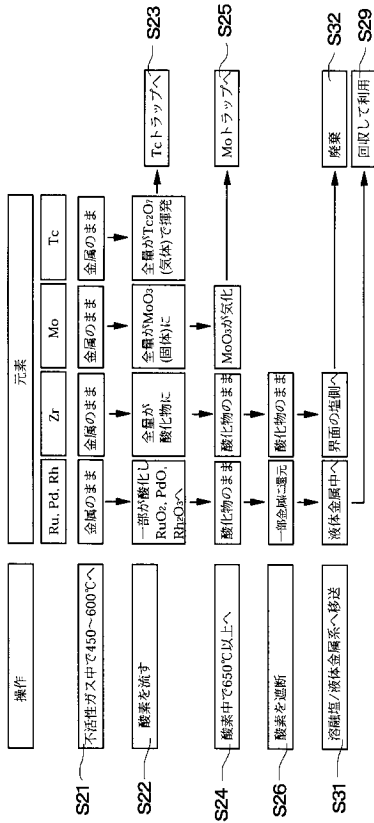 操作
元素
Ru, Pd, Rh
Zr
Mo
Tc
S21
不活性ガス中で450~600℃へ
金属のまま
金属のまま
金属のまま
金属のまま
S22
酸素を流す
一部が酸化し
RuO2, PdO,
Rh2O3へ
全量が
酸化物に
全量がMoO3
(固体)に
全量がTc2O7
(気体)で揮発
Tcトラップへ
S23
S24
酸素中で650℃以上へ
酸化物のまま
酸化物のまま
MoO3が気化
Moトラップへ
S25
S26
酸素を遮断
一部金属に還元
酸化物のまま
S31
溶融塩/液体金属系へ移送
液体金属中へ
界面の塩側へ
廃棄
S32
回収して利用
S29